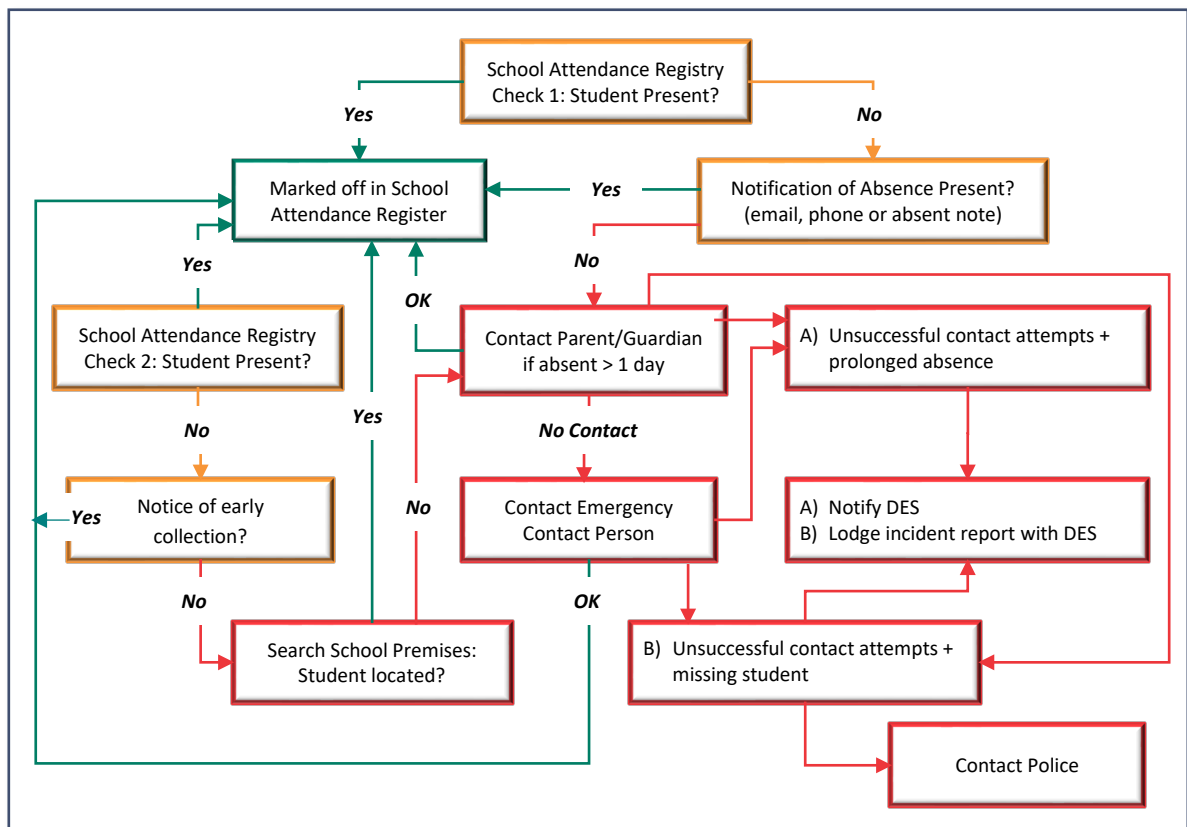 School Attendance Registry
Check 1: Student Present?
Yes
No
Marked off in School
Attendance Register
Yes
Notification of Absence Present?
(email, phone or absent note)
Yes
No
OK
School Attendance Registry
Check 2: Student Present?
Contact Parent/Guardian
if absent > 1 day
A) Unsuccessful contact attempts +
prolonged absence
Yes
No
No Contact
Notice of early
collection?
Yes
No
Contact Emergency
Contact Person
A) Notify DES
B) Lodge incident report with DES
No
OK
Search School Premises:
Student located?
B) Unsuccessful contact attempts +
missing student
Contact Police